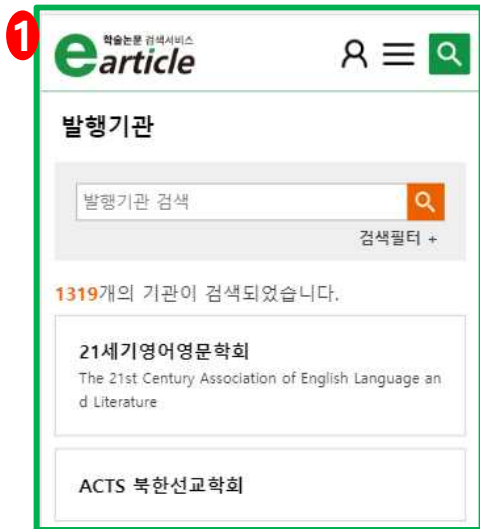 1
학술논문 검색서비스
earticle
발행기관
발행기관 검색
검색필터 +
1319개의 기관이 검색되었습니다.
21세기영어영문학회
The 21st Century Association of English Language an
d Literature
ACTS 북한선교학회